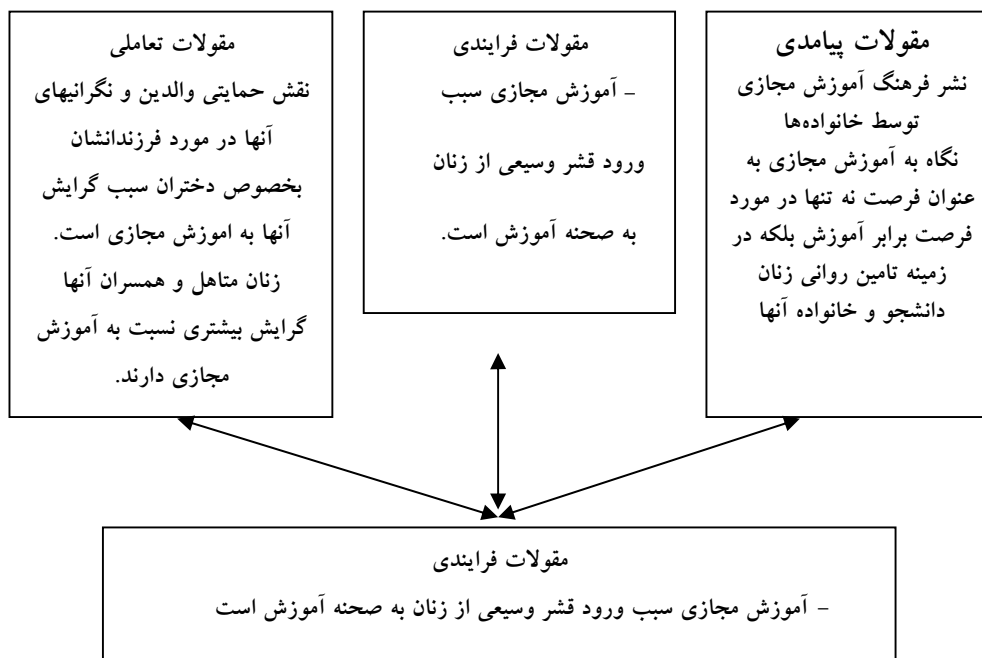 مقولات پیامدی
نشر فرهنگ آموزش مجازی
توسط خانواده‌ها
نگاه به آموزش مجازی به
عنوان فرصت نه تنها در مورد
فرصت برابر آموزش بلکه در
زمینه تامین روانی زنان
دانشجو و خانواده آنها
مقولات فرایندی
- آموزش مجازی سبب
ورود قشر وسیعی از زنان
به صحنه آموزش است.
مقولات تعاملی
نقش حمایتی والدین و نگرانیهای
آنها در مورد فرزندانشان
بخصوص دختران سبب گرایش
آنها به اموزش مجازی است.
زنان متاهل و همسران آنها
گرایش بیشتری نسبت به آموزش
مجازی دارند.
مقولات فرایندی
- آموزش مجازی سبب ورود قشر وسیعی از زنان به صحنه آموزش است